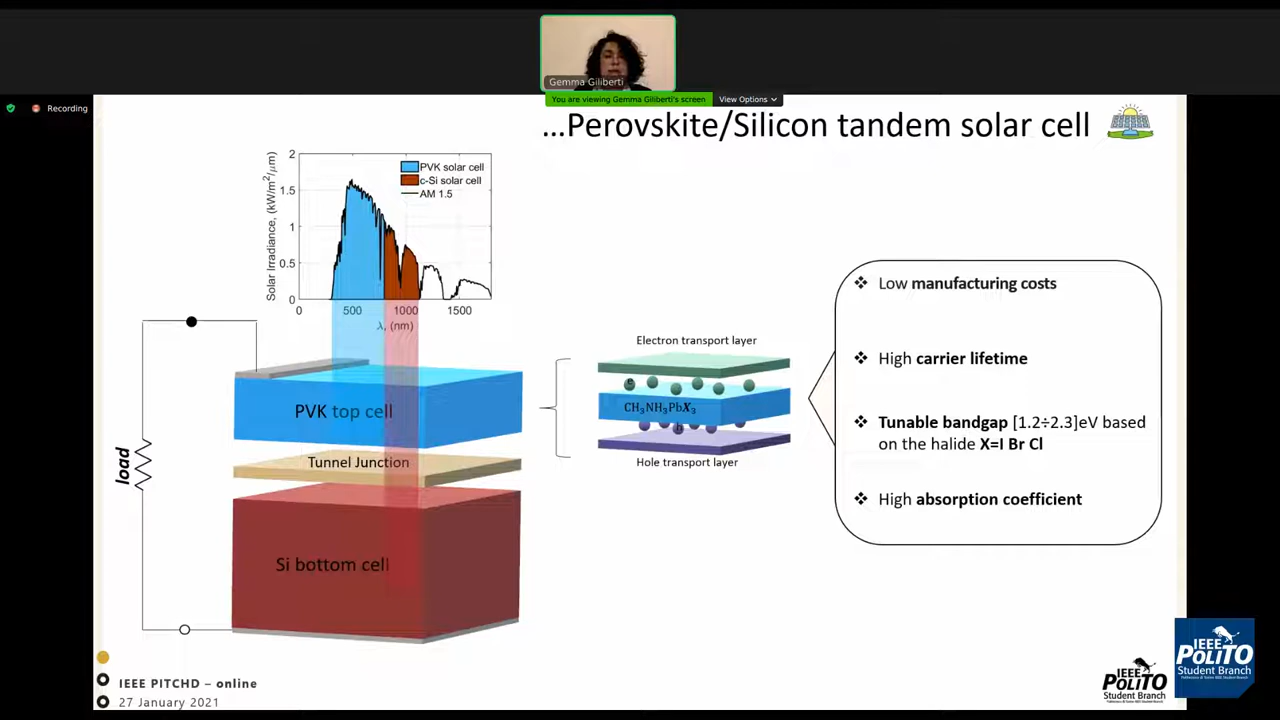 Gemma Giliberti
You are viewing Gemma Giliberti's screen
View Options
Recording
...Perovskite/Silicon tandem solar cell
Solar Irradiance, (kW/m²/μm)
2
1.5
1
0.5
0
PVK solar cell
c-Si solar cell
AM 1.5
0
500
1000
1500
λ, (nm)
load
PVK top cell
Tunnel Junction
Si bottom cell
Electron transport layer
e
CH₃NH₃PbX₃
h
Hole transport layer
❖ Low manufacturing costs
❖ High carrier lifetime
❖ Tunable bandgap [1.2÷2.3]eV based
on the halide X=I Br Cl
❖ High absorption coefficient
IEEE PITCHD – online
27 January 2021
IEEE
POLITO
Student Branch
IEEE
POLITO
Student Branch